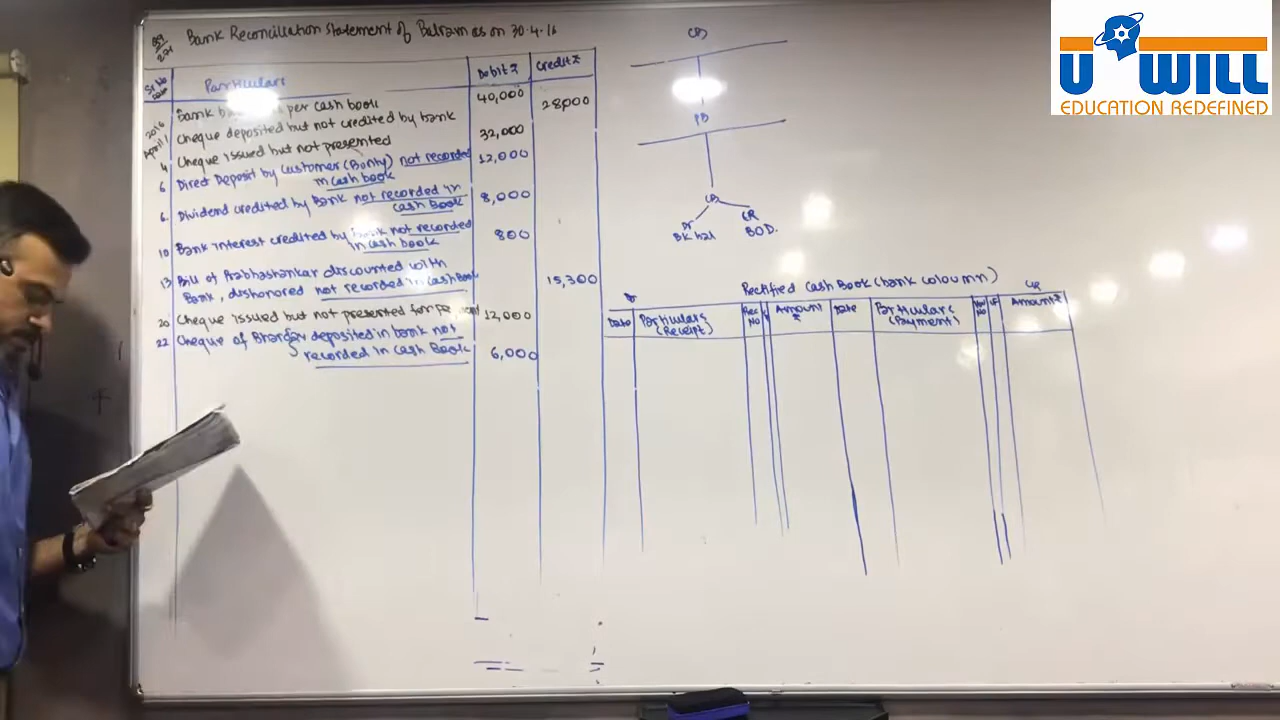 Bank Reconciliation Statement of Balram as on 30.4.16
Sr No
Date
Particulars
Debit ₹
Credit ₹
Bank per cash book
40,000
2016
April 1
Cheque deposited but not credited by bank
28,000
4
Cheque issued but not presented
32,000
6
Direct Deposit by customer (Bunty) not recorded
in cash book
12,000
6.
Dividend credited by Bank not recorded in
cash book
8,000
10
Bank interest credited by bank not recorded
in cash book
800
13
Bill of Prabhashankar discounted with
Bank, dishonored not recorded in cash Book
15,300
20
Cheque issued but not presented for
12,000
22
Cheque of deposited in bank not
recorded in cash Book
6,000
CB
PB
CB
Dr
Bk bal
CR
BOD.
Rectified Cash Book (bank coloumn)
Dr
CR
Date
Particulars
(Receipt)
Rec
No
Amount
₹
Date
Particulars
(Payment)
No
LF
Amount ₹
U WILL
EDUCATION REDEFINED